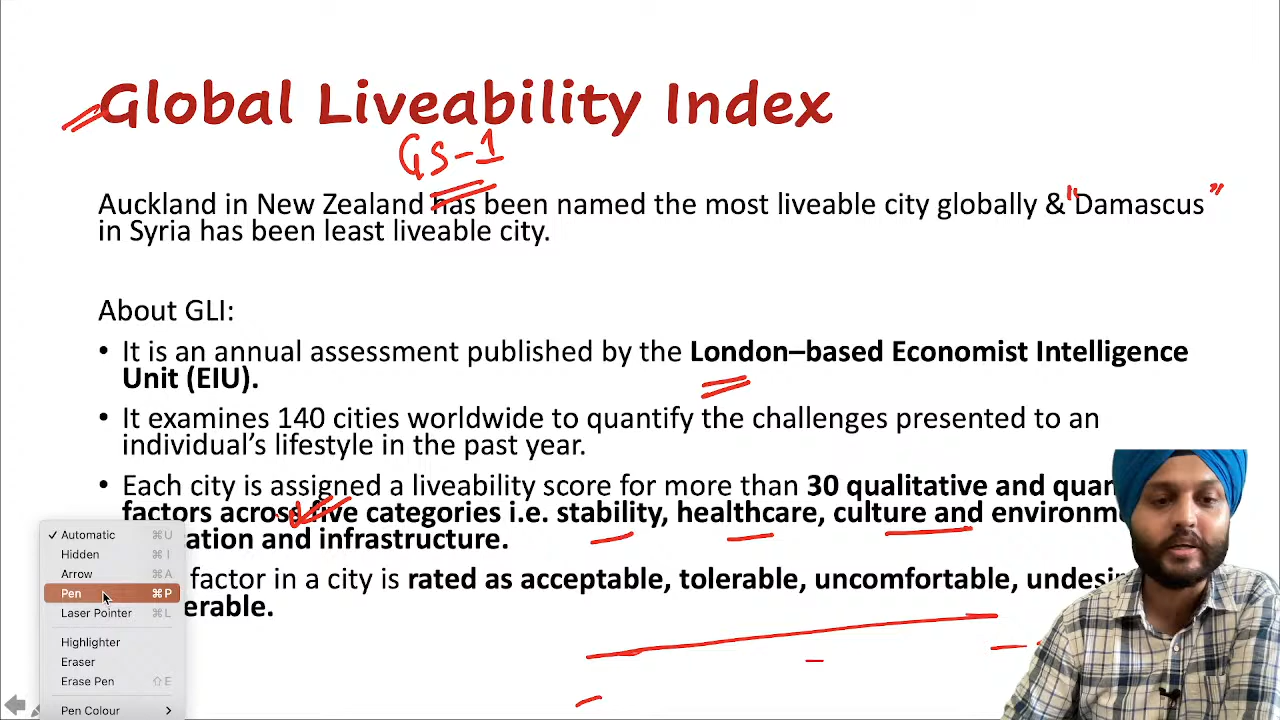 Global Liveability Index
GS-1
Auckland in New Zealand has been named the most liveable city globally & "Damascus"
in Syria has been least liveable city.
About GLI:
• It is an annual assessment published by the London–based Economist Intelligence
Unit (EIU).
• It examines 140 cities worldwide to quantify the challenges presented to an
individual's lifestyle in the past year.
• Each city is assigned a liveability score for more than 30 qualitative and quan
factors across five categories i.e. stability, healthcare, culture and environm
ation and infrastructure.
factor in a city is rated as acceptable, tolerable, uncomfortable, undesi
erable.
✓ Automatic ⌘U
Hidden ⌘I
Arrow ⌘A
Pen ⌘P
Laser Pointer ⌘L
Highlighter
Eraser
Erase Pen ⇧E
Pen Colour >